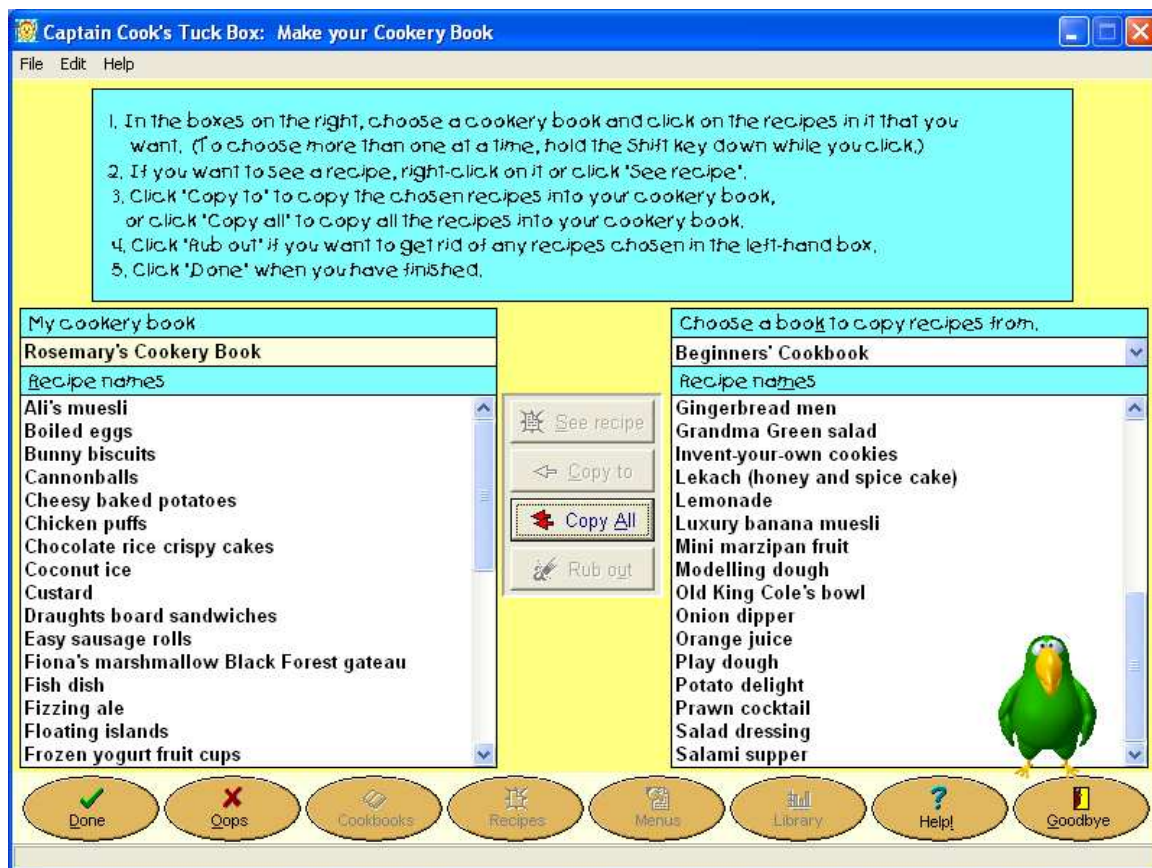 Captain Cook's Tuck Box: Make your Cookery Book
File Edit Help
1. In the boxes on the right, choose a cookery book and click on the recipes in it that you
want. (To choose more than one at a time, hold the Shift key down while you click.)
2. If you want to see a recipe, right-click on it or click "See recipe".
3. Click "Copy to" to copy the chosen recipes into your cookery book,
or click "Copy all" to copy all the recipes into your cookery book.
4. Click "Rub out" if you want to get rid of any recipes chosen in the left-hand box.
5. Click "Done" when you have finished.
My cookery book
Rosemary's Cookery Book
Recipe names
Ali's muesli
Boiled eggs
Bunny biscuits
Cannonballs
Cheesy baked potatoes
Chicken puffs
Chocolate rice crispy cakes
Coconut ice
Custard
Draughts board sandwiches
Easy sausage rolls
Fiona's marshmallow Black Forest gateau
Fish dish
Fizzing ale
Floating islands
Frozen yogurt fruit cups
See recipe
Copy to
Copy All
Rub out
Choose a book to copy recipes from.
Beginners' Cookbook
Recipe names
Gingerbread men
Grandma Green salad
Invent-your-own cookies
Lekach (honey and spice cake)
Lemonade
Luxury banana muesli
Mini marzipan fruit
Modelling dough
Old King Cole's bowl
Onion dipper
Orange juice
Play dough
Potato delight
Prawn cocktail
Salad dressing
Salami supper
Done Oops Cookbooks Recipes Menus Library Help! Goodbye